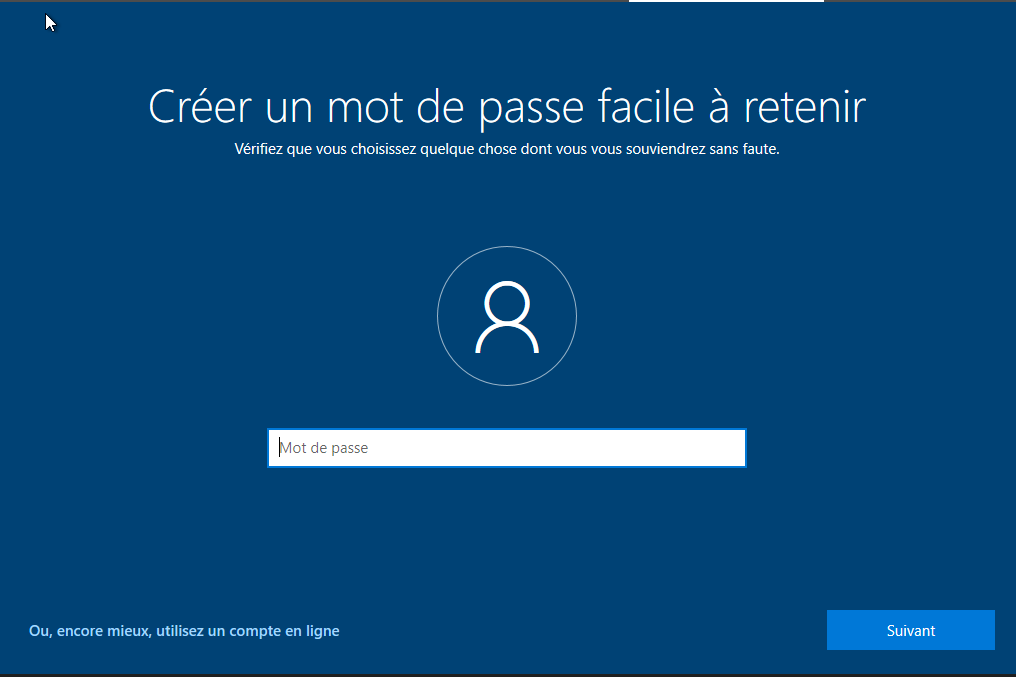 Créer un mot de passe facile à retenir
Vérifiez que vous choisissez quelque chose dont vous vous souviendrez sans faute.
Mot de passe
Ou, encore mieux, utilisez un compte en ligne
Suivant